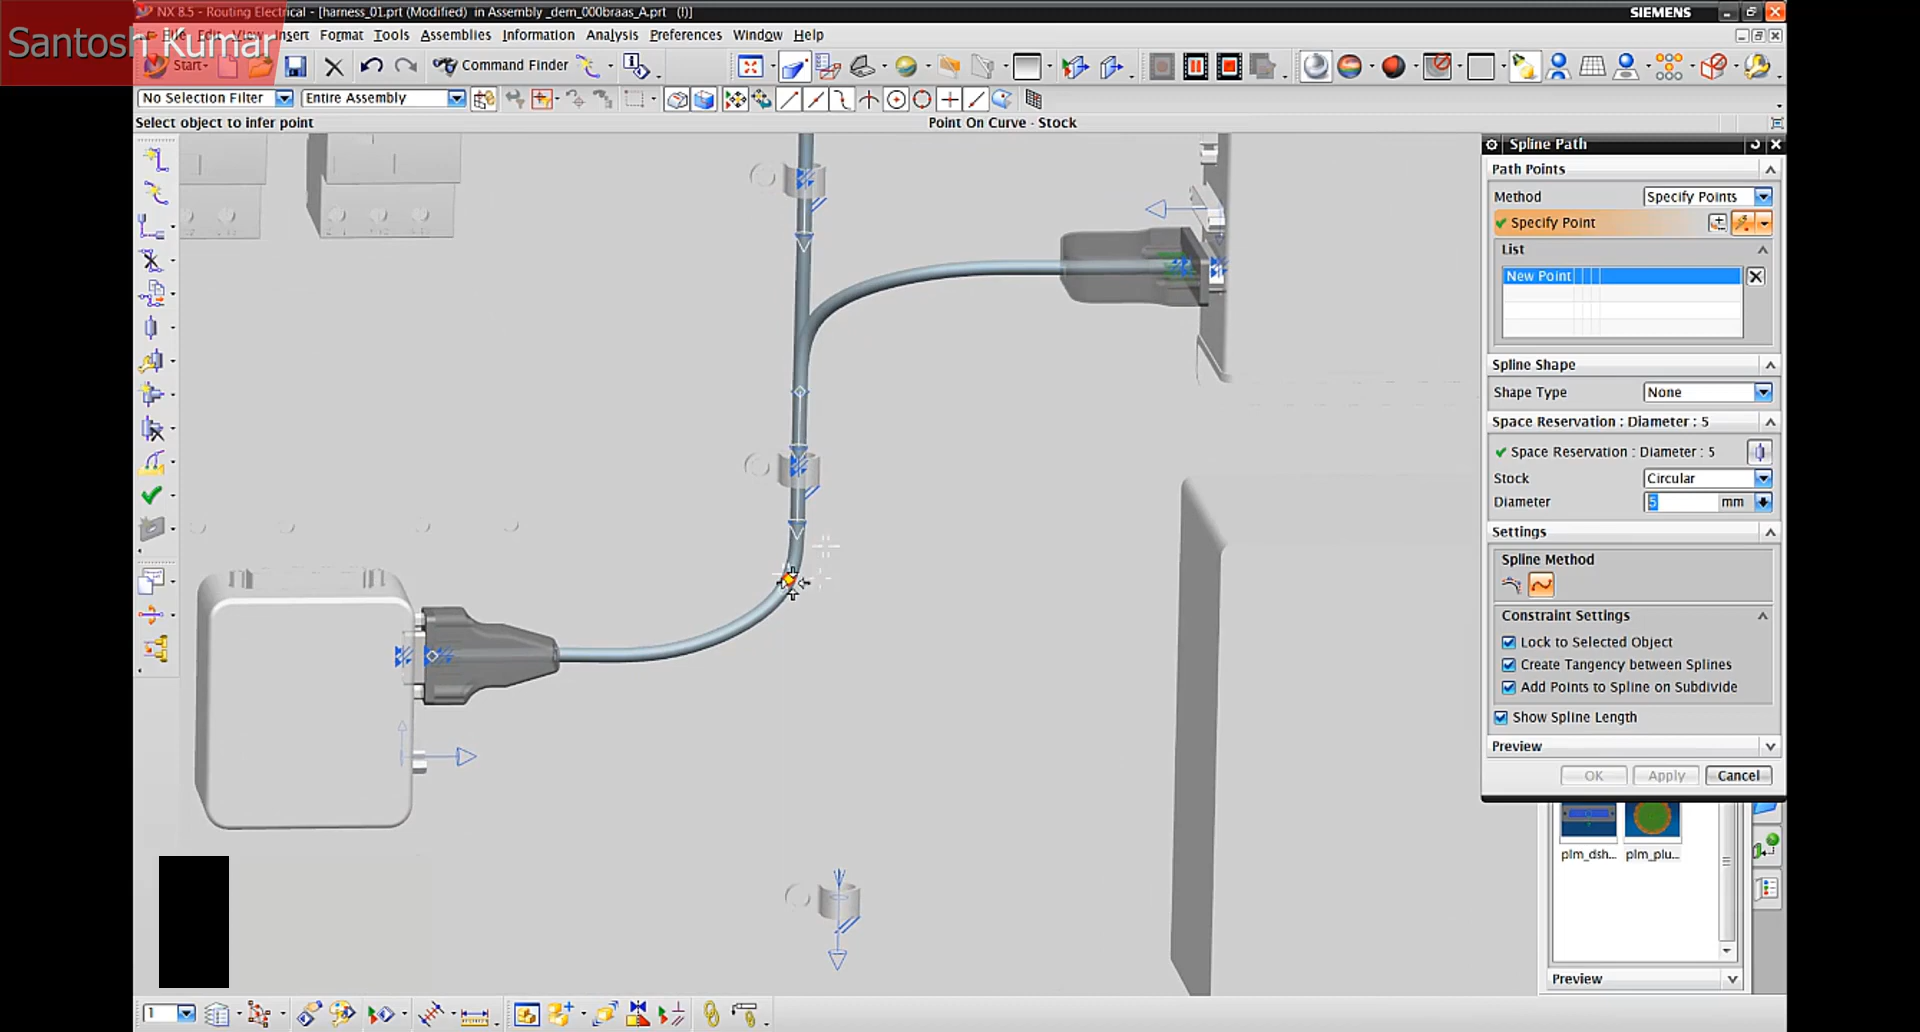 NX 8.5 - Routing Electrical - [harness_01.prt (Modified) in Assembly _dem_000braas_A.prt (!)]
SIEMENS
Santosh Kumar
File Edit View Insert Format Tools Assemblies Information Analysis Preferences Window Help
Start
Command Finder
No Selection Filter
Entire Assembly
Select object to infer point
Point On Curve - Stock
Spline Path
Path Points
Method
Specify Points
Specify Point
List
New Point
Spline Shape
Shape Type
None
Space Reservation : Diameter : 5
Space Reservation : Diameter : 5
Stock
Circular
Diameter
5
mm
Settings
Spline Method
Constraint Settings
Lock to Selected Object
Create Tangency between Splines
Add Points to Spline on Subdivide
Show Spline Length
Preview
OK
Apply
Cancel
plm_dsh...
plm_plu...
Preview
1